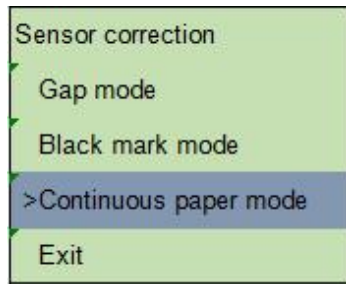 Sensor correction
Gap mode
Black mark mode
>Continuous paper mode
Exit